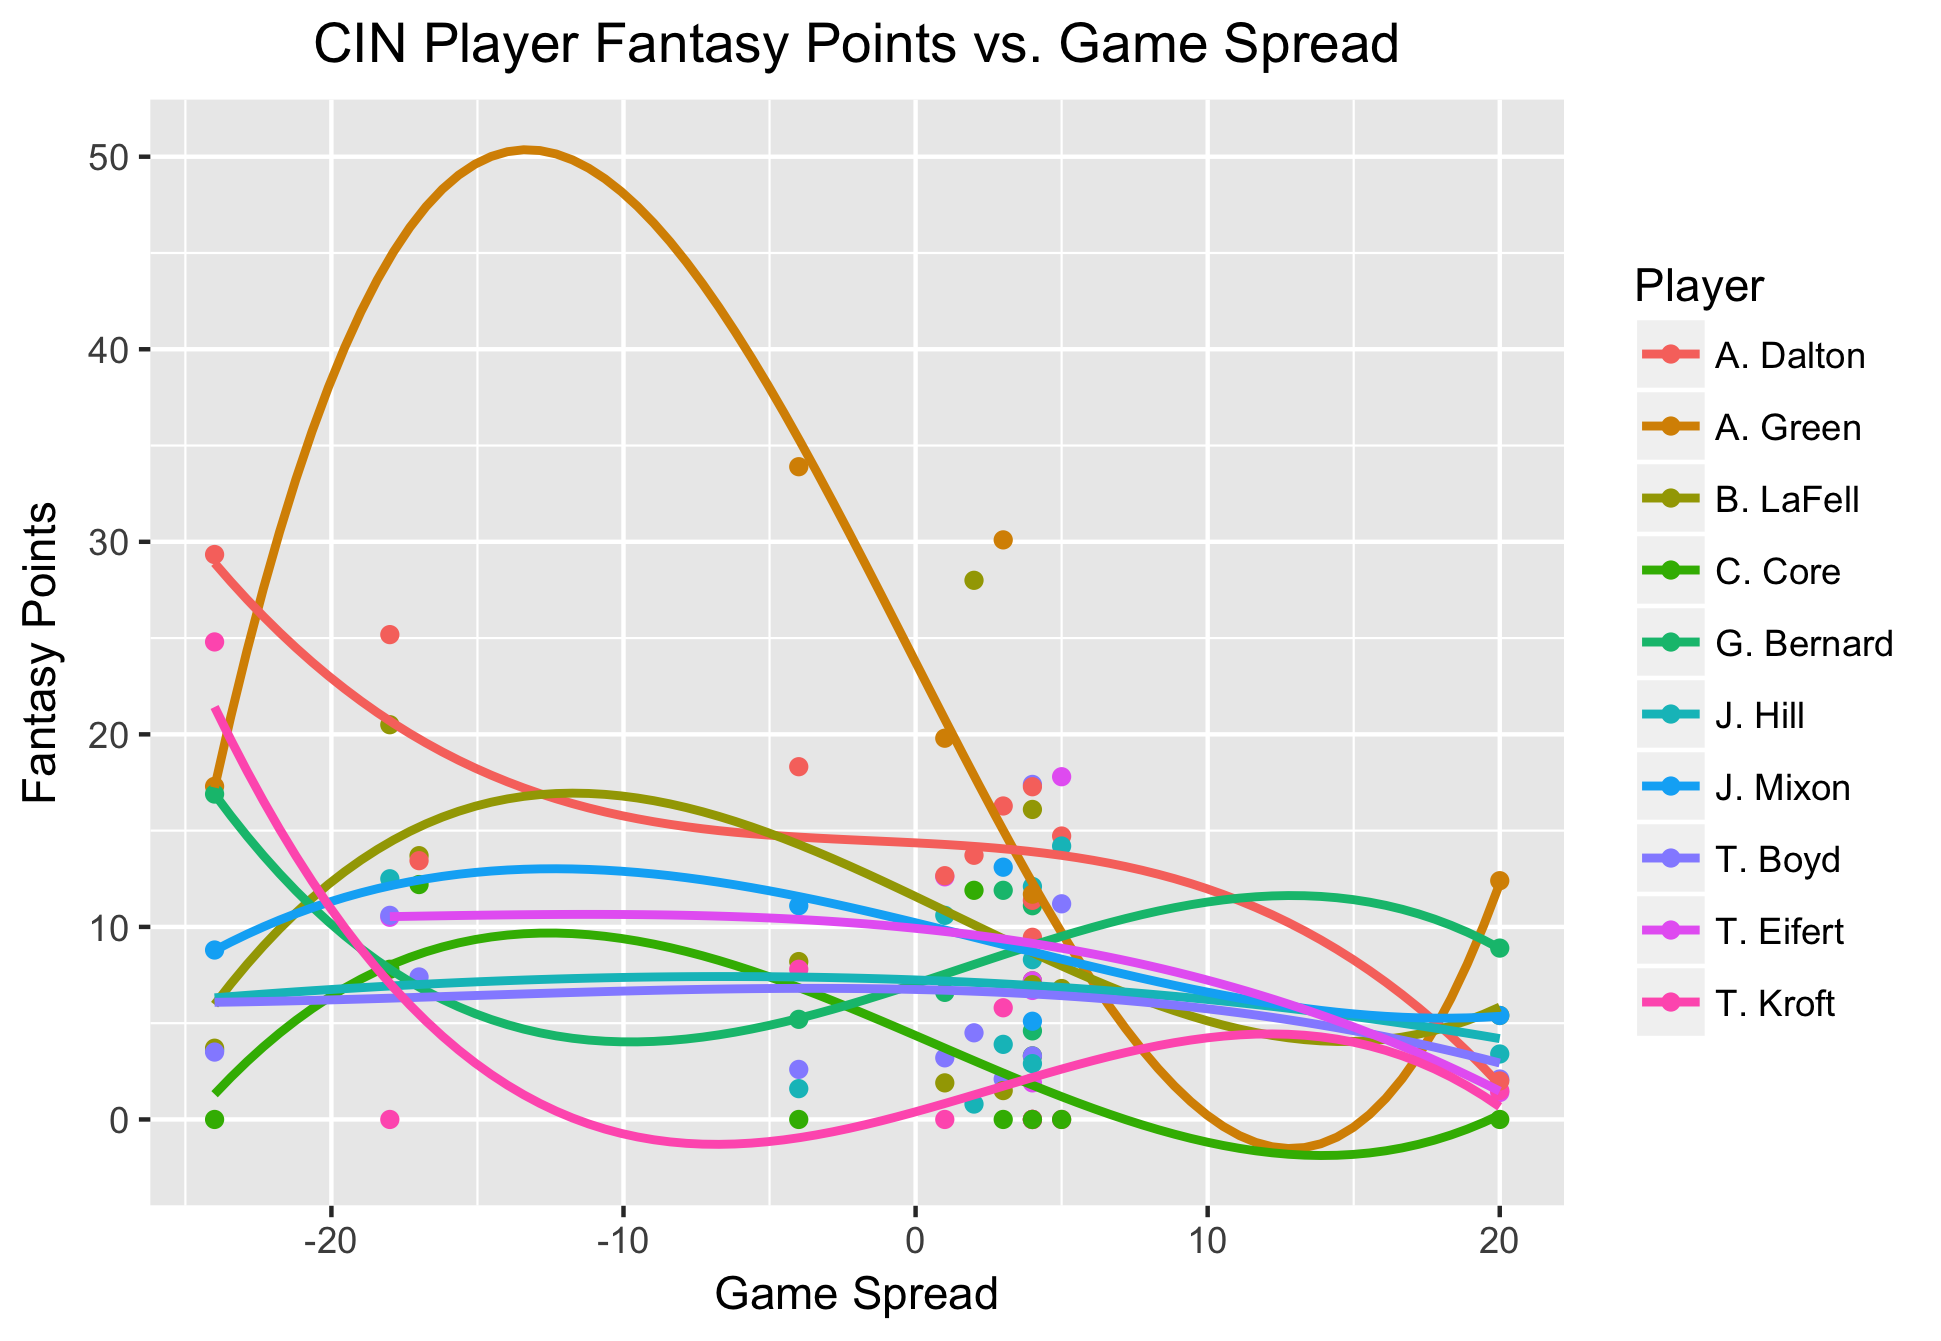 CIN Player Fantasy Points vs. Game Spread
Fantasy Points
50
40
30
20
10
0
-20
-10
0
10
20
Game Spread
Player
A. Dalton
A. Green
B. LaFell
C. Core
G. Bernard
J. Hill
J. Mixon
T. Boyd
T. Eifert
T. Kroft